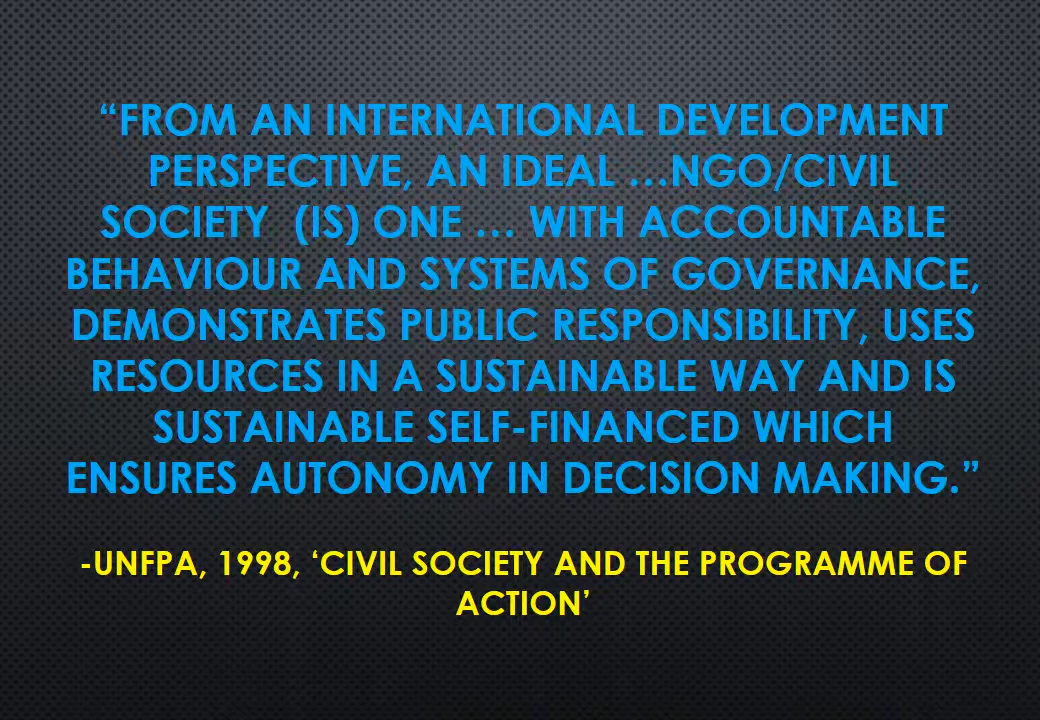 “FROM AN INTERNATIONAL DEVELOPMENT
PERSPECTIVE, AN IDEAL …NGO/CIVIL
SOCIETY  (IS) ONE … WITH ACCOUNTABLE
BEHAVIOUR AND SYSTEMS OF GOVERNANCE,
DEMONSTRATES PUBLIC RESPONSIBILITY, USES
RESOURCES IN A SUSTAINABLE WAY AND IS
SUSTAINABLE SELF-FINANCED WHICH
ENSURES AUTONOMY IN DECISION MAKING.”
-UNFPA, 1998, ‘CIVIL SOCIETY AND THE PROGRAMME OF
ACTION’